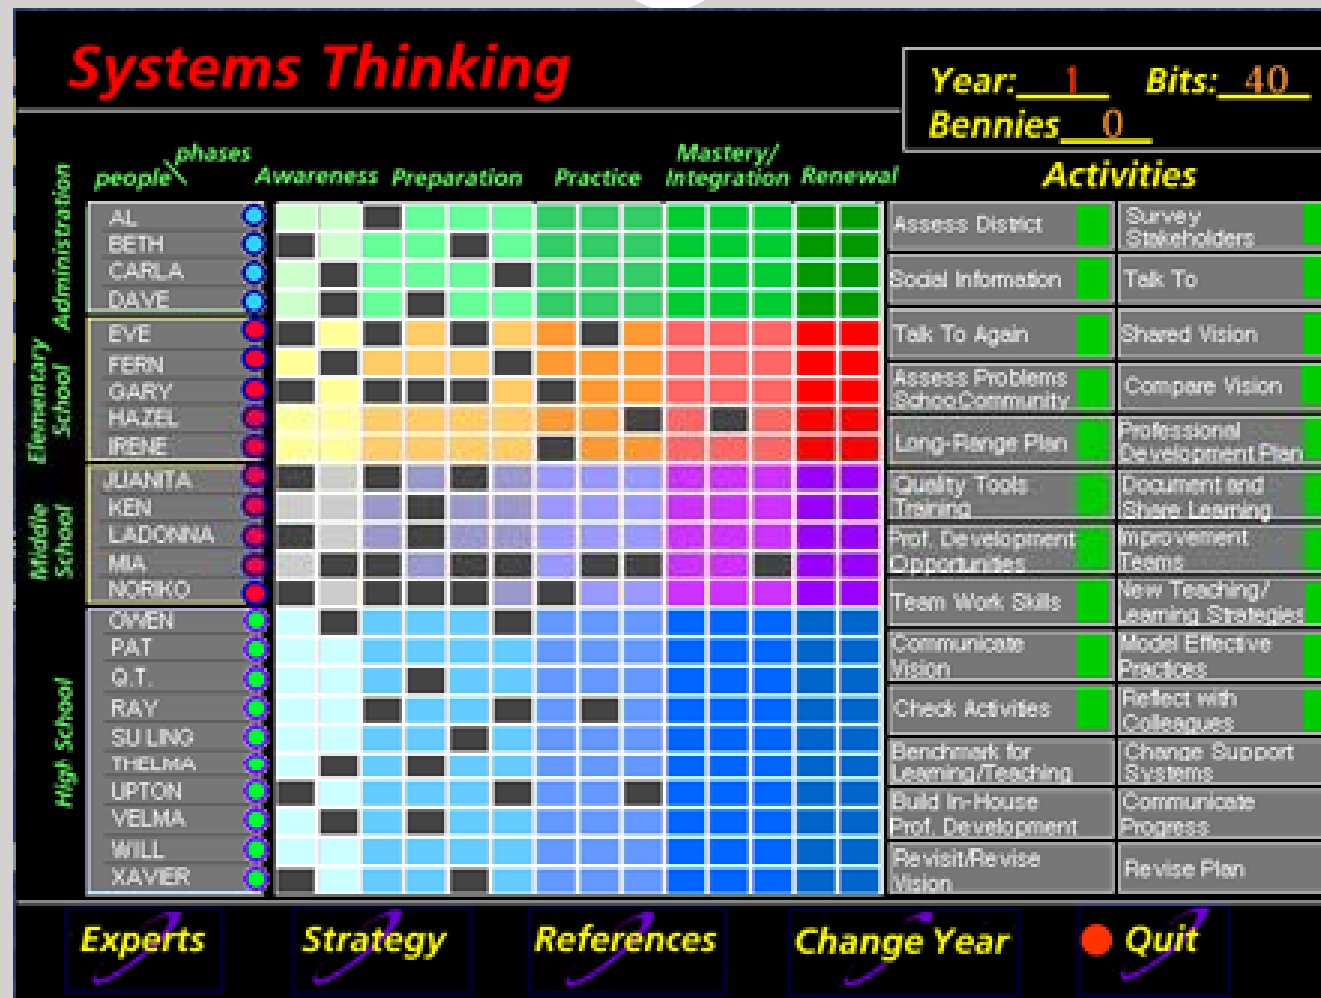 Systems Thinking
Year: 1 Bits: 40
Bennies 0
people\phases
Awareness Preparation Practice Mastery/ Integration Renewal
Activities
Administration
AL
BETH
CARLA
DAVE
Elementary School
EVE
FERN
GARY
HAZEL
IRENE
Middle School
JUANITA
KEN
LADONNA
MIA
NORIKO
High School
OWEN
PAT
Q.T.
RAY
SU LING
THELMA
UPTON
VELMA
WILL
XAVIER
Assess District
Survey
Stakeholders
Social Information
Talk To
Talk To Again
Shared Vision
Assess Problems
SchooCommunity
Compare Vision
Long-Range Plan
Professional
Development Plan
Quality Tools
Training
Document and
Share Learning
Prof. Development
Opportunities
Improvement
Teams
Team Work Skills
New Teaching/
Learning Strategies
Communicate
Vision
Model Effective
Practices
Check Activities
Reflect with
Colleagues
Benchmark for
Learning/Teaching
Change Support
Systems
Build In-House
Prof. Development
Communicate
Progress
Revisit/Revise
Vision
Revise Plan
Experts Strategy References Change Year Quit